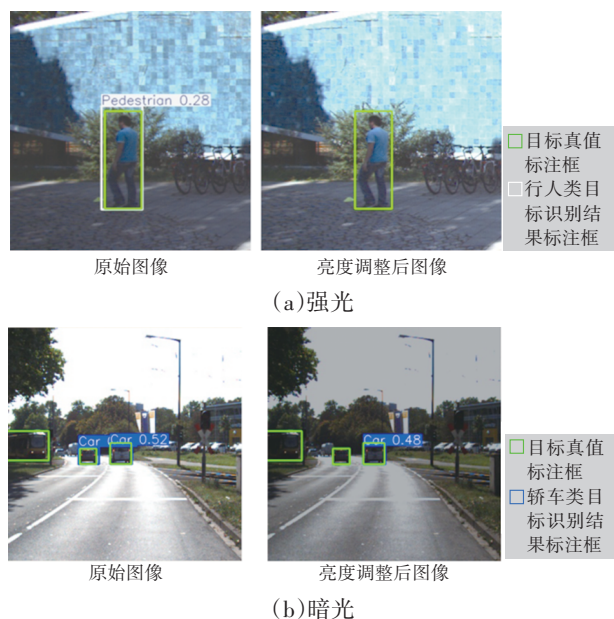 Pedestrian 0.28
目标真值
标注框
行人类目
标识别结
果标注框
原始图像
亮度调整后图像
(a)强光
Car
Car 0.52
Car 0.48
目标真值
标注框
轿车类目
标识别结
果标注框
原始图像
亮度调整后图像
(b)暗光